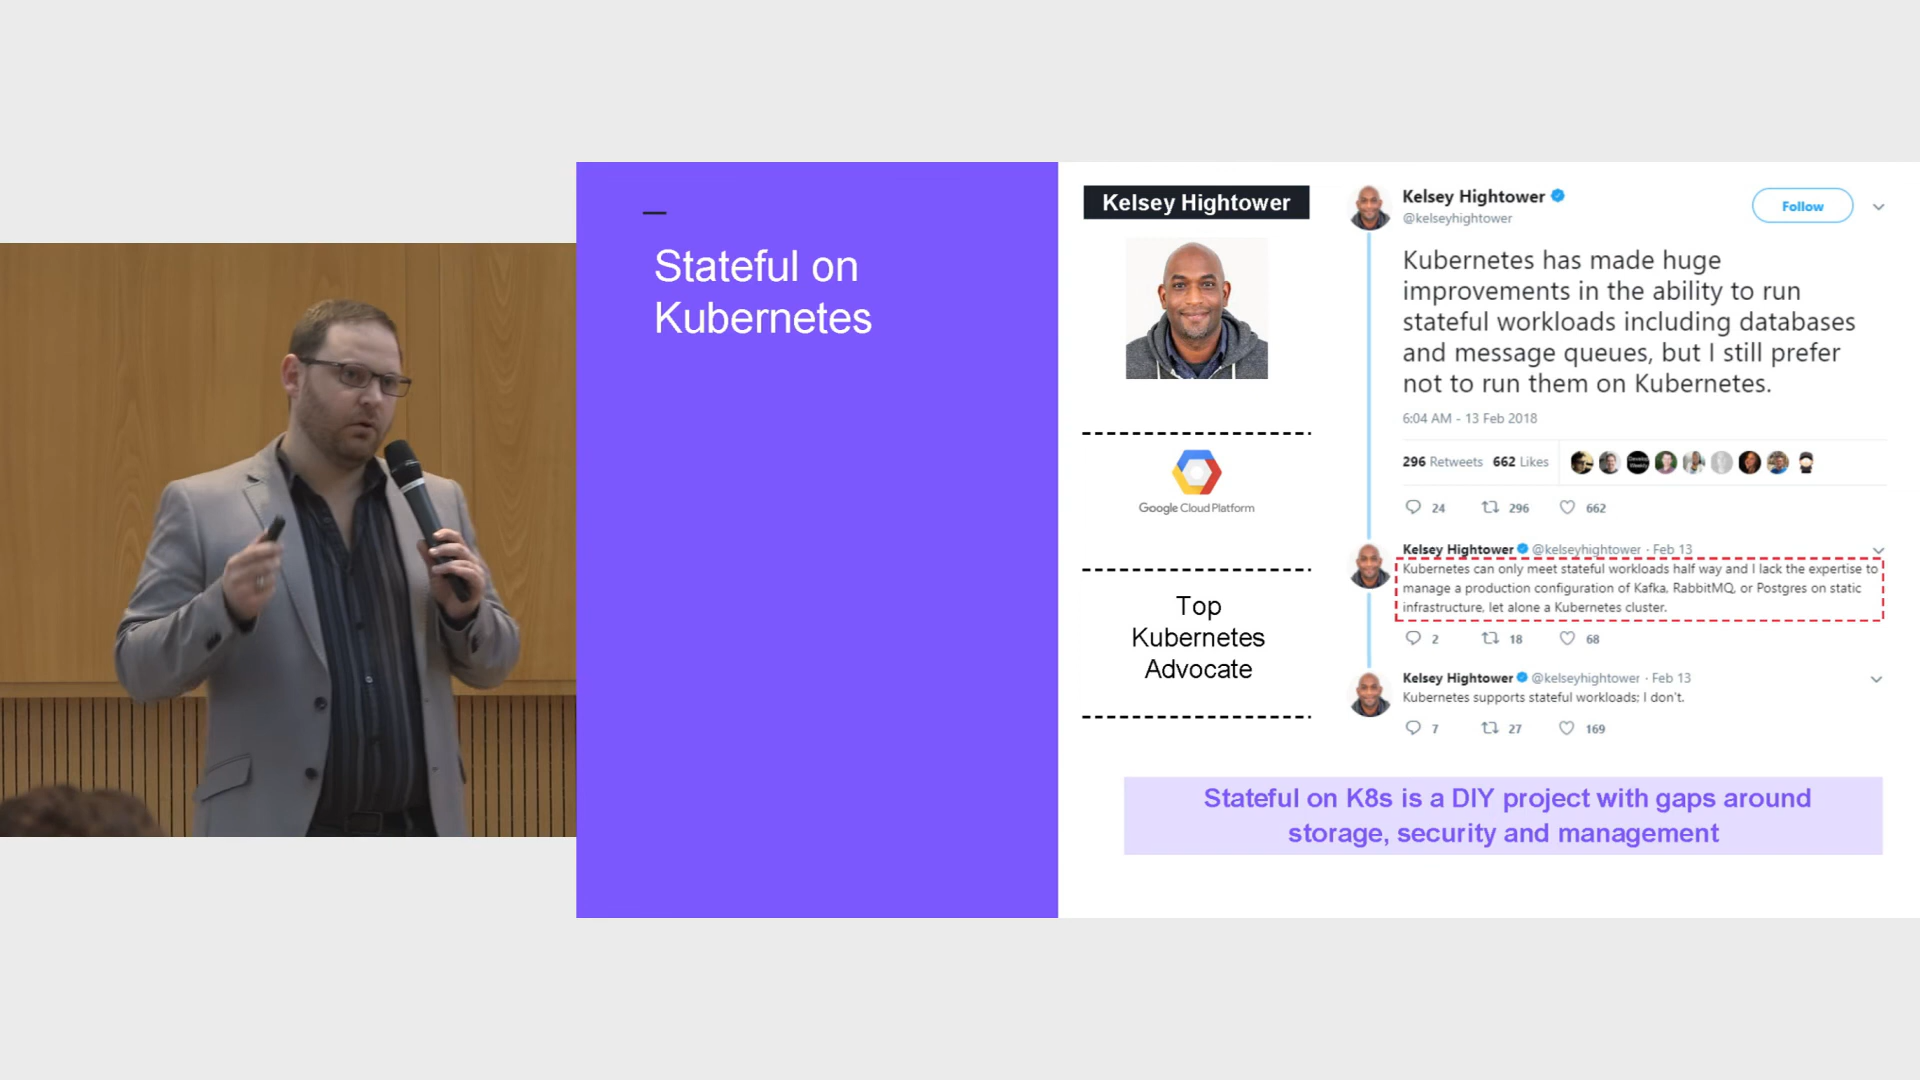 Stateful on
Kubernetes
Kelsey Hightower
Google Cloud Platform
Top
Kubernetes
Advocate
Kelsey Hightower
@kelseyhightower
Follow
Kubernetes has made huge
improvements in the ability to run
stateful workloads including databases
and message queues, but I still prefer
not to run them on Kubernetes.
6:04 AM - 13 Feb 2018
296 Retweets 662 Likes
24 296 662
Kelsey Hightower @kelseyhightower · Feb 13
Kubernetes can only meet stateful workloads half way and I lack the expertise to
manage a production configuration of Kafka, RabbitMQ, or Postgres on static
infrastructure, let alone a Kubernetes cluster.
2 18 68
Kelsey Hightower @kelseyhightower · Feb 13
Kubernetes supports stateful workloads; I don't.
7 27 169
Stateful on K8s is a DIY project with gaps around
storage, security and management